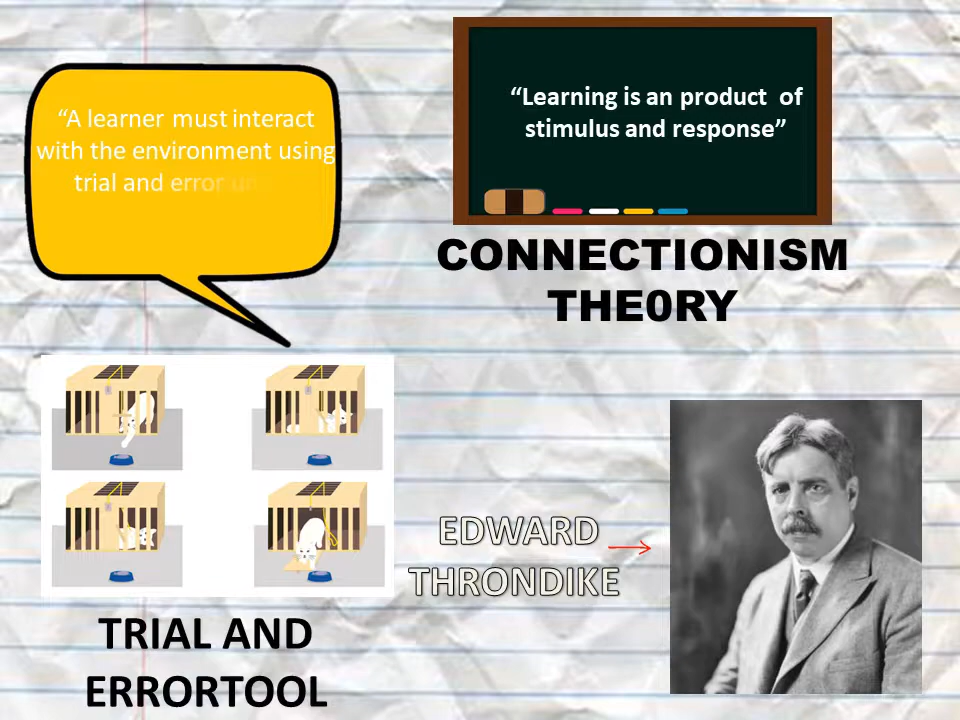 “A learner must interact
with the environment using
trial and error
“Learning is an product of
stimulus and response”
CONNECTIONISM
THE0RY
EDWARD
THRONDIKE
TRIAL AND
ERRORTOOL